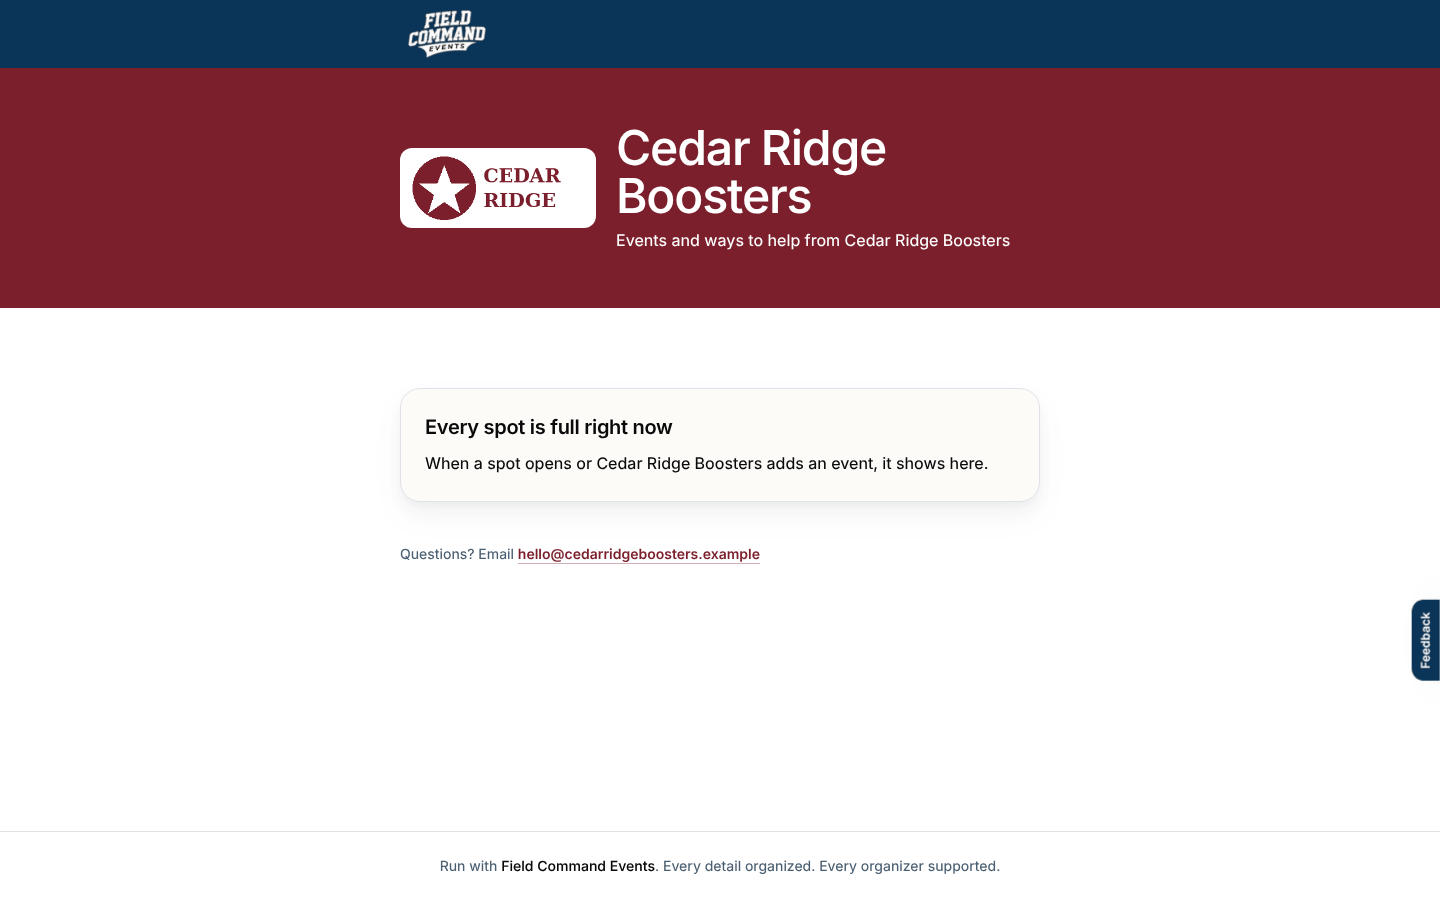 FIELD
COMMAND
EVENTS
CEDAR
RIDGE
Cedar Ridge
Boosters
Events and ways to help from Cedar Ridge Boosters
Every spot is full right now
When a spot opens or Cedar Ridge Boosters adds an event, it shows here.
Questions? Email hello@cedarridgeboosters.example
Feedback
Run with Field Command Events. Every detail organized. Every organizer supported.